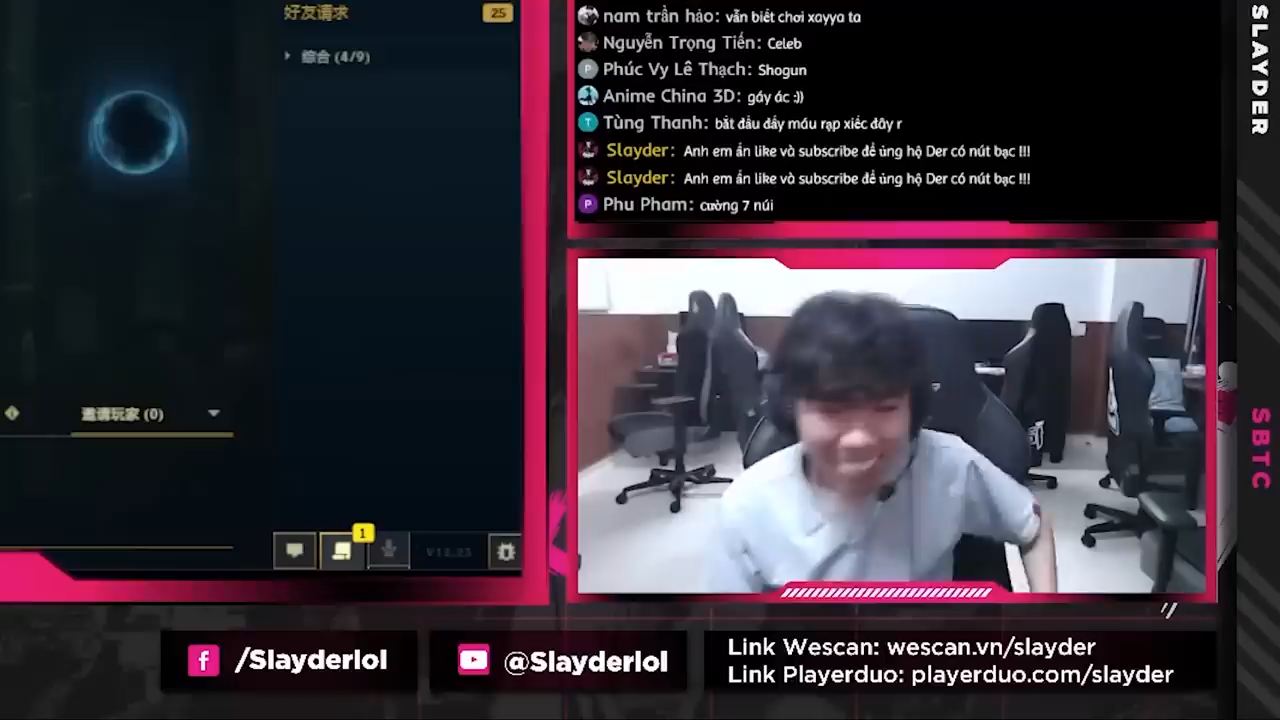 好友请求
25
综合 (4/9)
邀请玩家 (0)
1
V12.23
nam trần hảo: vẫn biết chơi xayya ta
Nguyễn Trọng Tiến: Celeb
P Phúc Vy Lê Thạch: Shogun
Anime China 3D: gáy ác :))
T Tùng Thanh: bắt đầu đấy máu rạp xiếc đây r
Slayder: Anh em ấn like và subscribe để ủng hộ Der có nút bạc !!!
Slayder: Anh em ấn like và subscribe để ủng hộ Der có nút bạc !!!
P Phu Pham: cường 7 núi
SLAYDER
SBTC
f /Slayderlol
@Slayderlol
Link Wescan: wescan.vn/slayder
Link Playerduo: playerduo.com/slayder